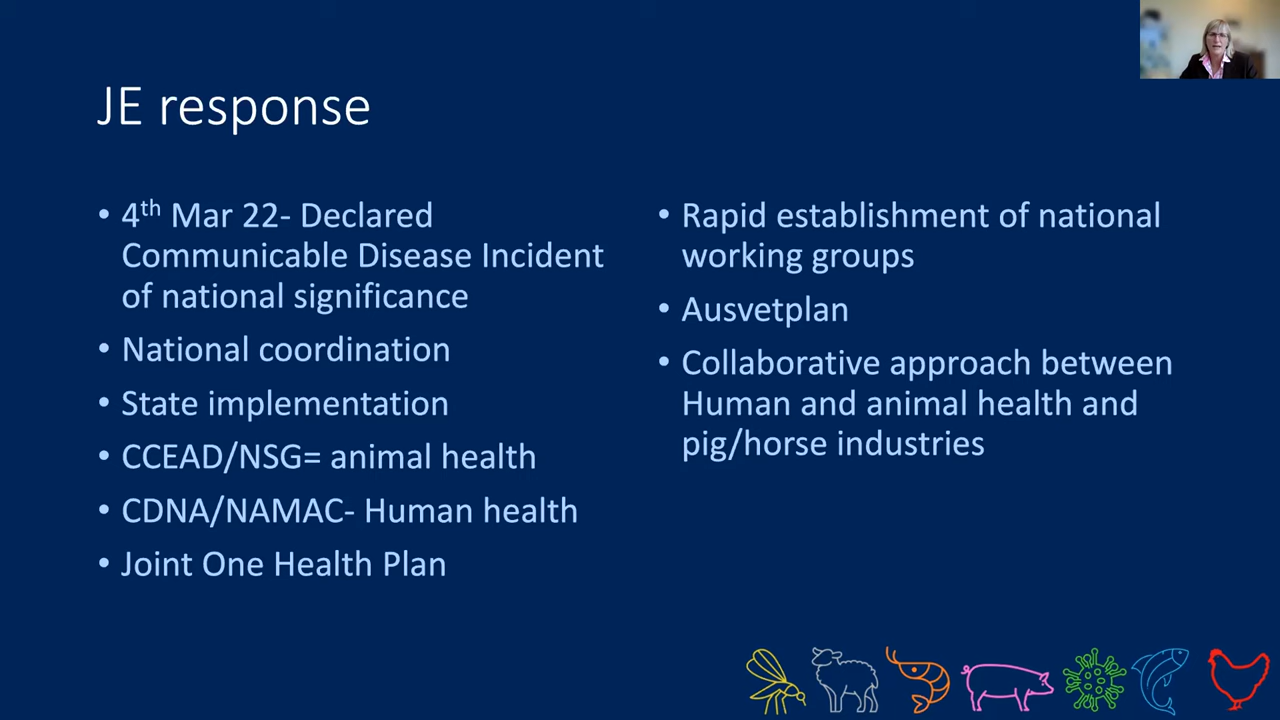 JE response
• 4th Mar 22- Declared
Communicable Disease Incident
of national significance
• National coordination
• State implementation
• CCEAD/NSG= animal health
• CDNA/NAMAC- Human health
• Joint One Health Plan
• Rapid establishment of national
working groups
• Ausvetplan
• Collaborative approach between
Human and animal health and
pig/horse industries